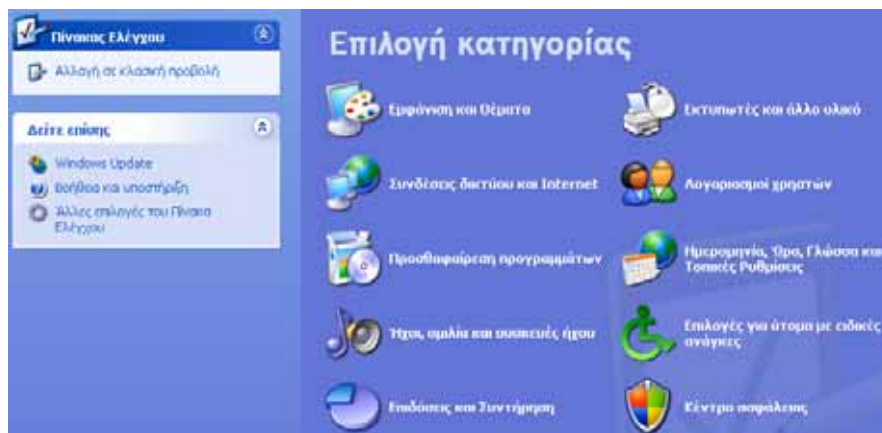 Πίνακας Ελέγχου
Αλλαγή σε κλασική προβολή
Δείτε επίσης
Windows Update
Βοήθεια και υποστήριξη
Άλλες επιλογές του Πίνακα
Ελέγχου
Επιλογή κατηγορίας
Εμφάνιση και Θέματα
Εκτυπωτές και άλλο υλικό
Συνδέσεις δικτύου και Internet
Λογαριασμοί χρηστών
Προσθαφαίρεση προγραμμάτων
Ημερομηνία, Ώρα, Γλώσσα και
Τοπικές Ρυθμίσεις
Ήχοι, ομιλία και συσκευές ήχου
Επιλογές για άτομα με ειδικές
ανάγκες
Επιδόσεις και Συντήρηση
Κέντρο ασφάλειας